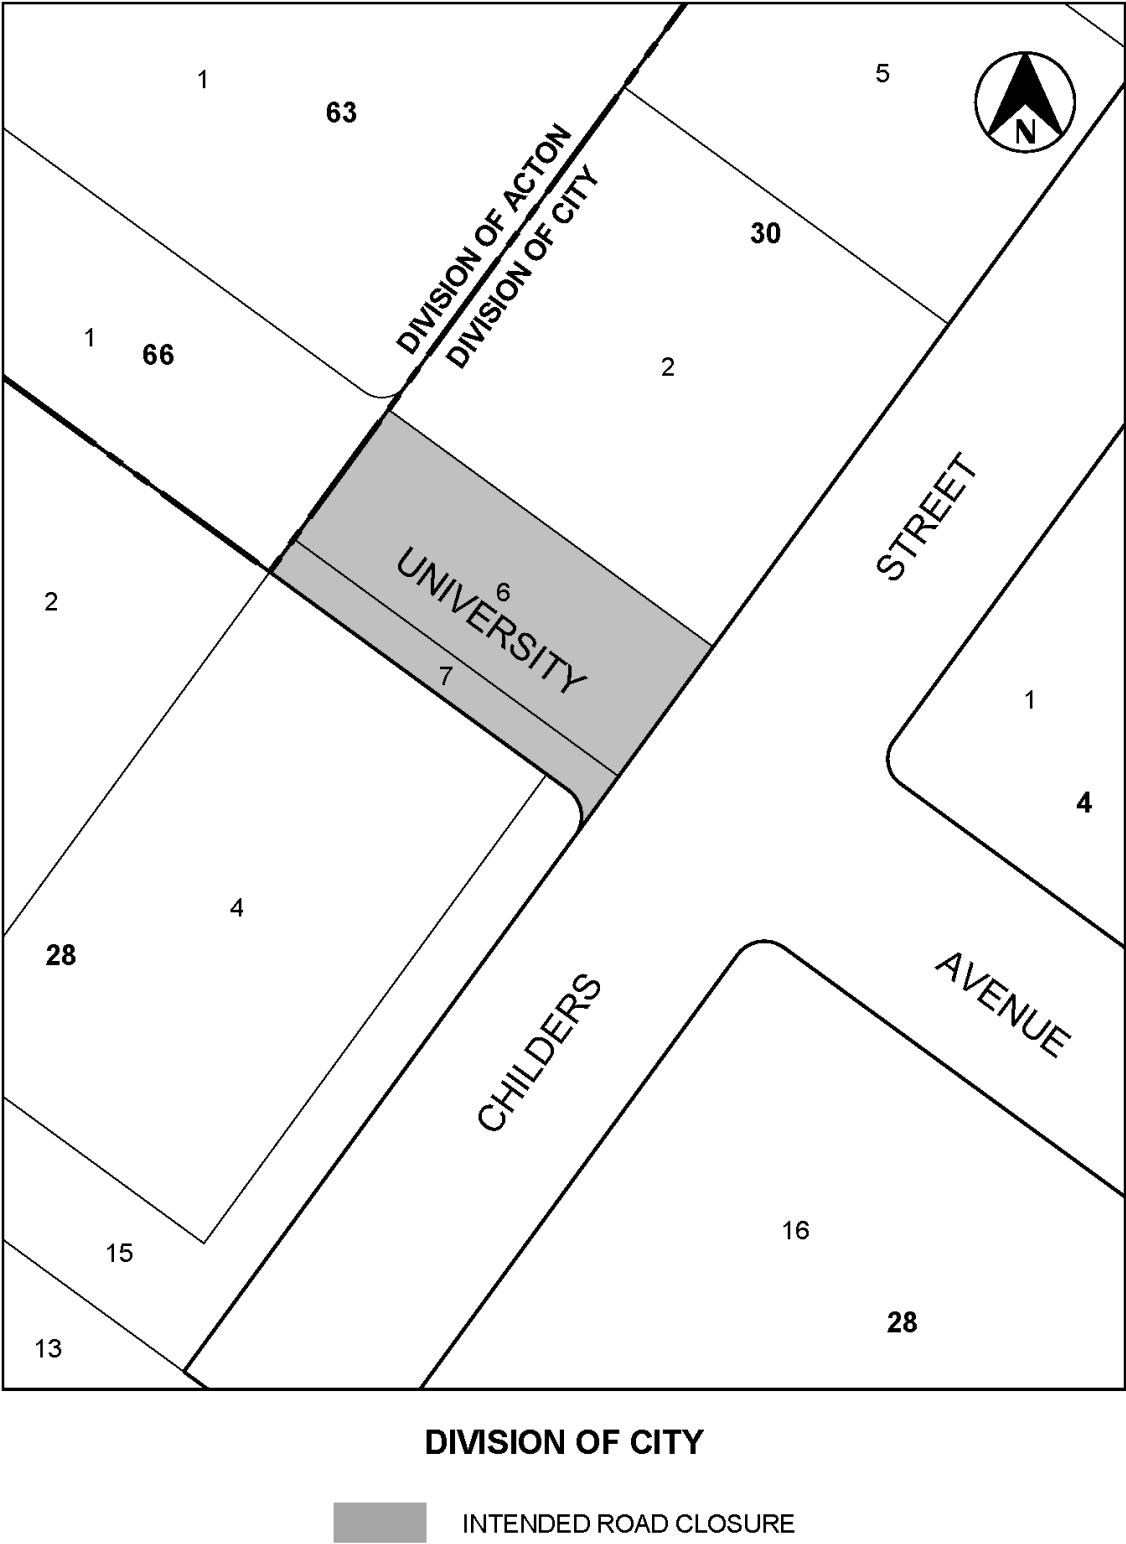 1
63
5
N
DIVISION OF ACTON
DIVISION OF CITY
30
1
66
2
STREET
2
6
UNIVERSITY
7
1
4
4
28
AVENUE
CHILDERS
16
15
28
13
DIVISION OF CITY
INTENDED ROAD CLOSURE